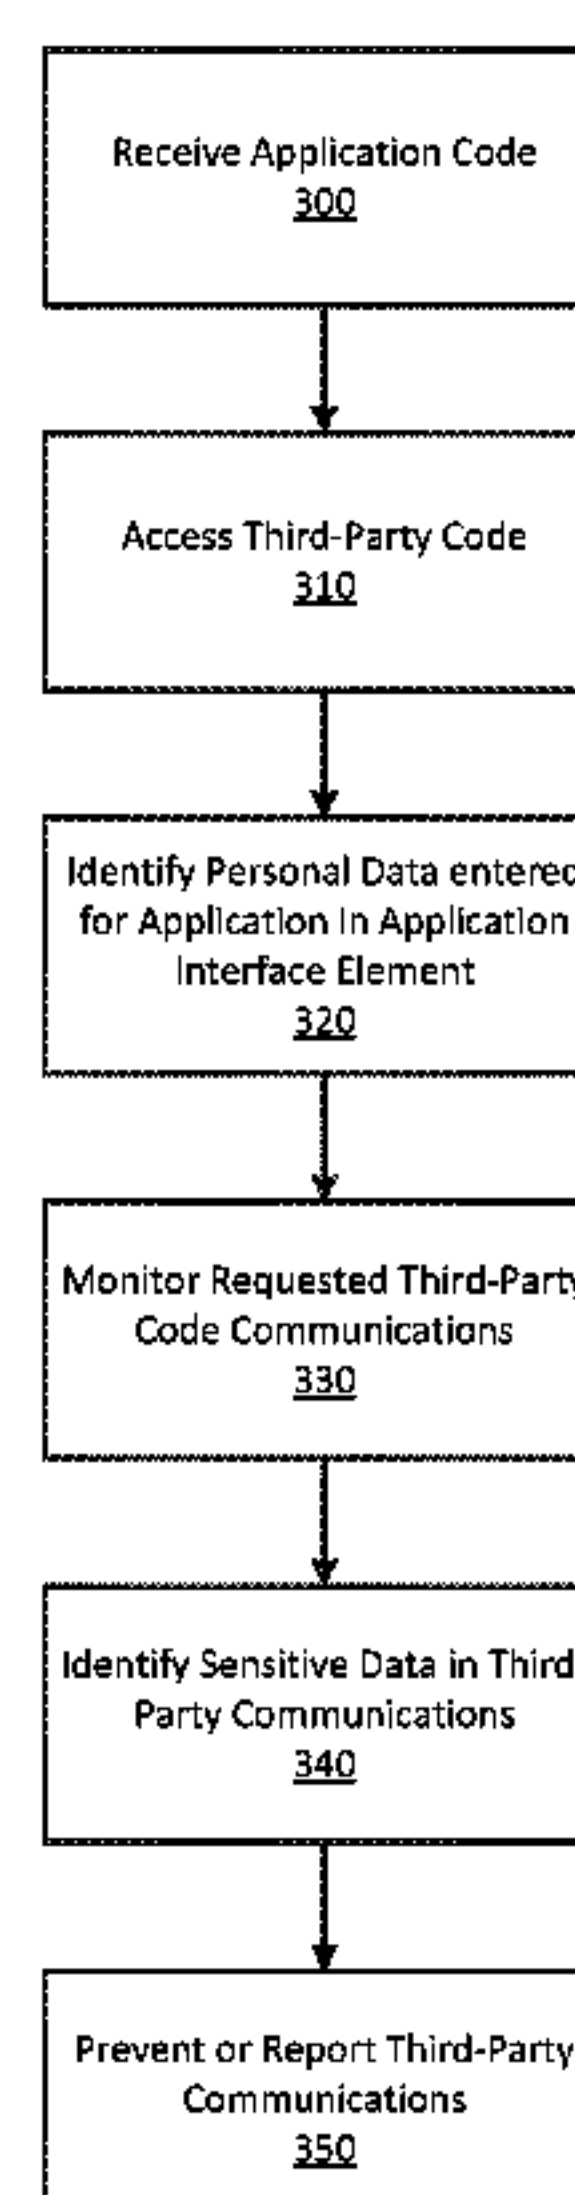 Receive Application Code
300
Access Third-Party Code
310
Identify Personal Data entered
for Application in Application
Interface Element
320
Monitor Requested Third-Party
Code Communications
330
Identify Sensitive Data in Third
Party Communications
340
Prevent or Report Third-Party
Communications
350